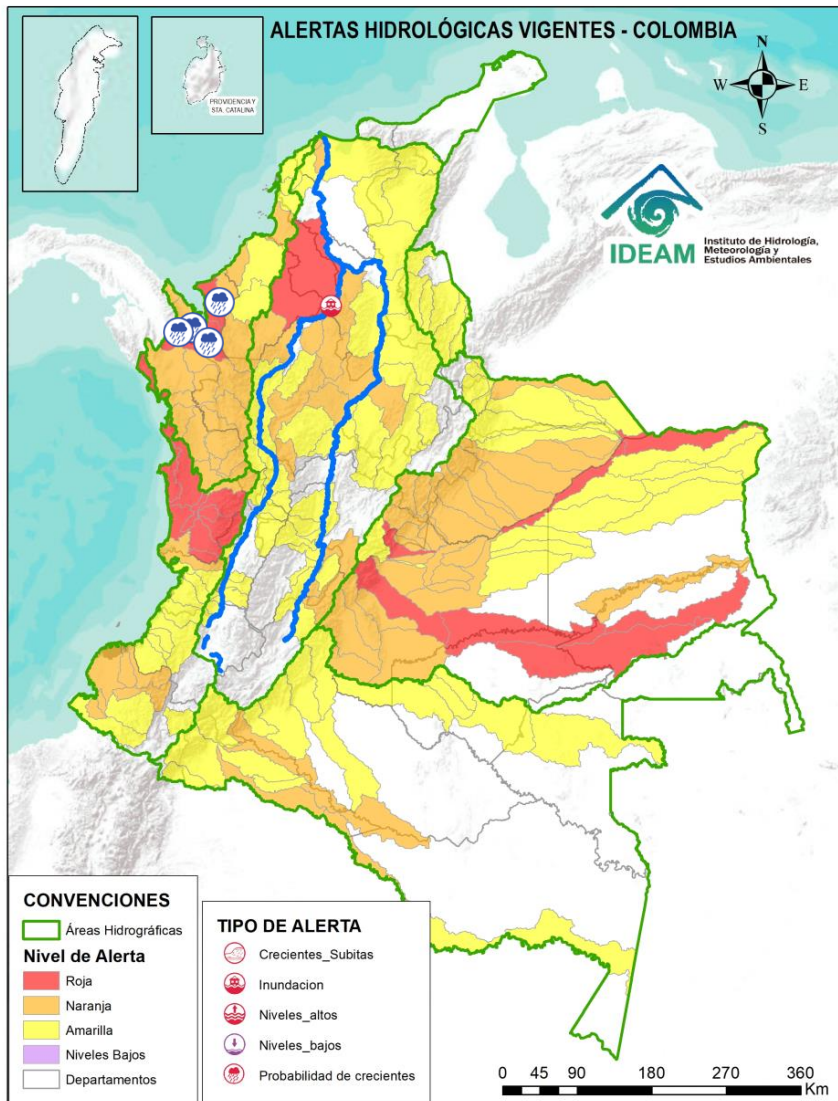 ALERTAS HIDROLÓGICAS VIGENTES - COLOMBIA
PROVIDENCIA Y
STA. CATALINA
N
W
E
S
IDEAM
Instituto de Hidrología,
Meteorología y
Estudios Ambientales
CONVENCIONES
Áreas Hidrográficas
Nivel de Alerta
Roja
Naranja
Amarilla
Niveles Bajos
Departamentos
TIPO DE ALERTA
Crecientes_Subitas
Inundacion
Niveles_altos
Niveles_bajos
Probabilidad de crecientes
0 45 90 180 270 360
Km